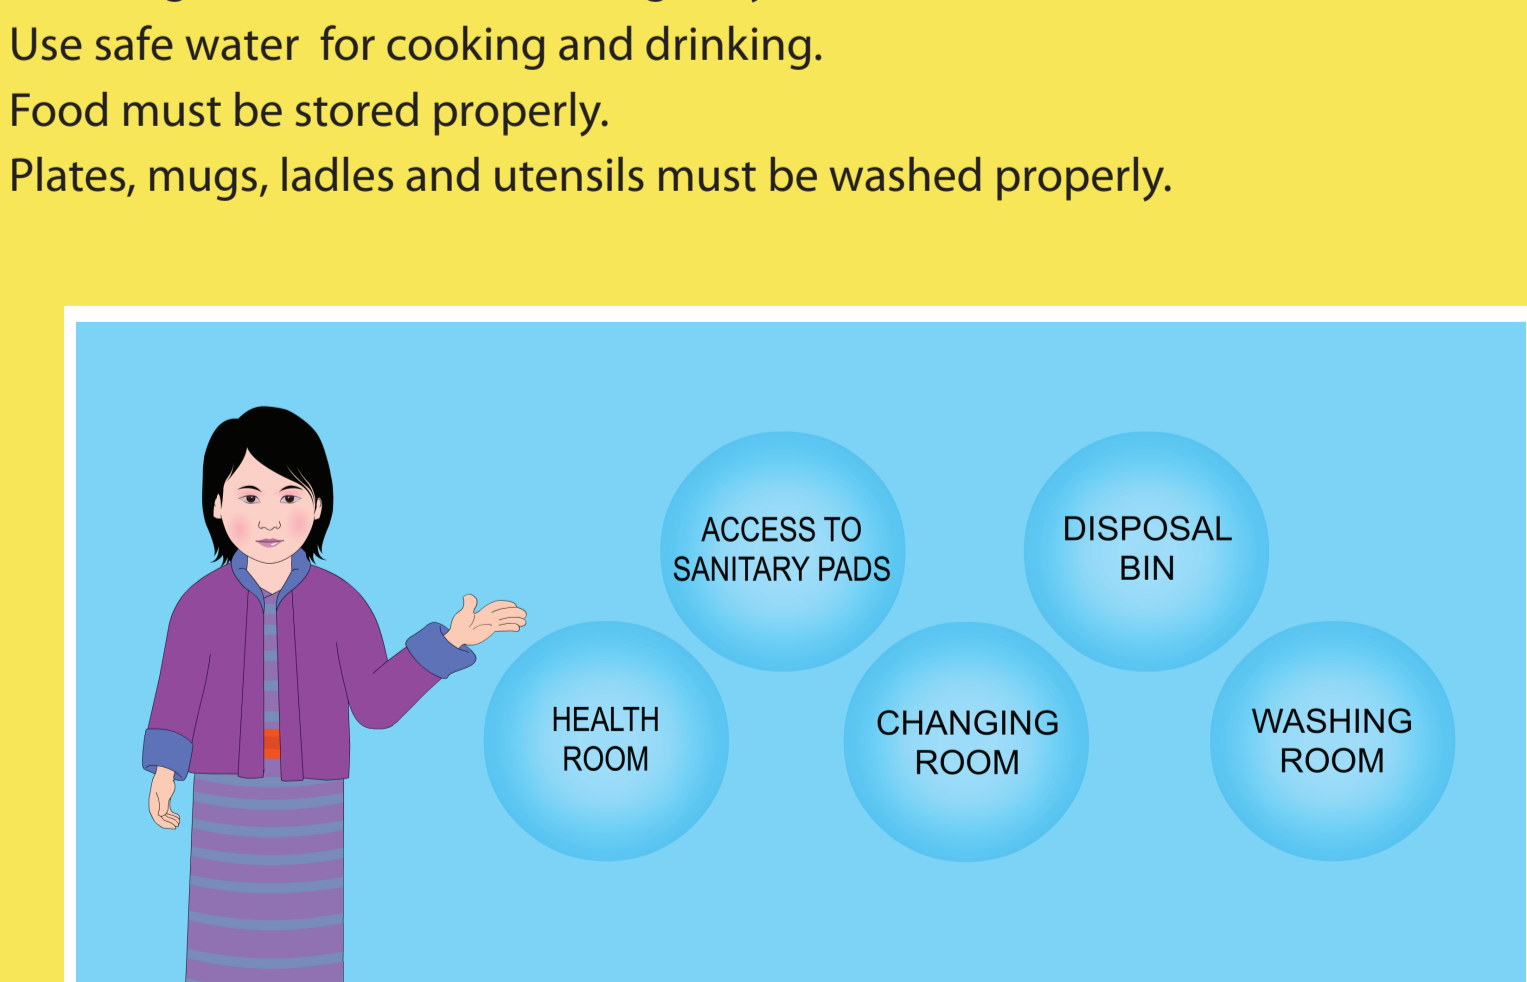 Use safe water for cooking and drinking.
Food must be stored properly.
Plates, mugs, ladles and utensils must be washed properly.
ACCESS TO
SANITARY PADS
DISPOSAL
BIN
HEALTH
ROOM
CHANGING
ROOM
WASHING
ROOM